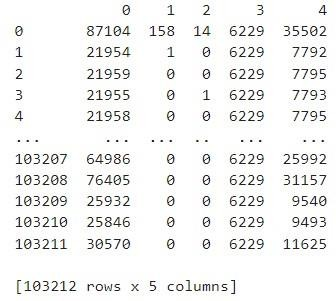 0 1 2 3 4
0 87104 158 14 6229 35502
1 21954 1 0 6229 7792
2 21959 0 0 6229 7795
3 21955 0 1 6229 7793
4 21958 0 0 6229 7795
... ... ... .. ... ...
103207 64986 0 0 6229 25992
103208 76405 0 0 6229 31157
103209 25932 0 0 6229 9540
103210 25846 0 0 6229 9493
103211 30570 0 0 6229 11625
[103212 rows x 5 columns]